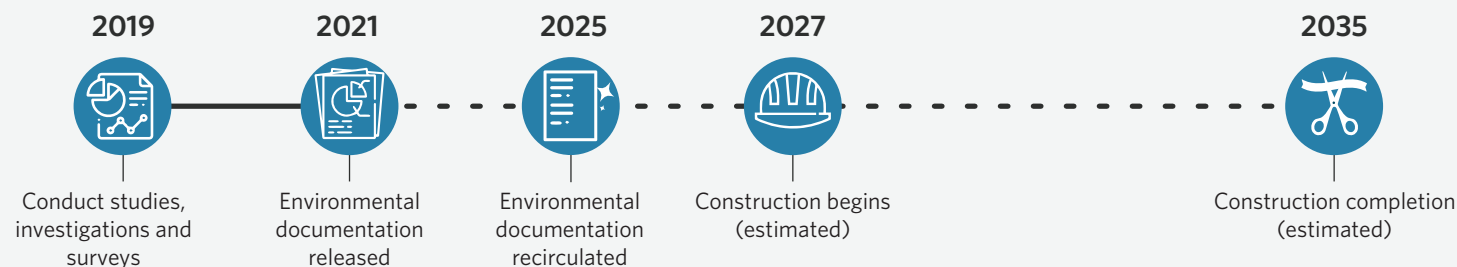 2019
2021
2025
2027
2035
Conduct studies,
investigations and
surveys
Environmental
documentation
released
Environmental
documentation
recirculated
Construction begins
(estimated)
Construction completion
(estimated)